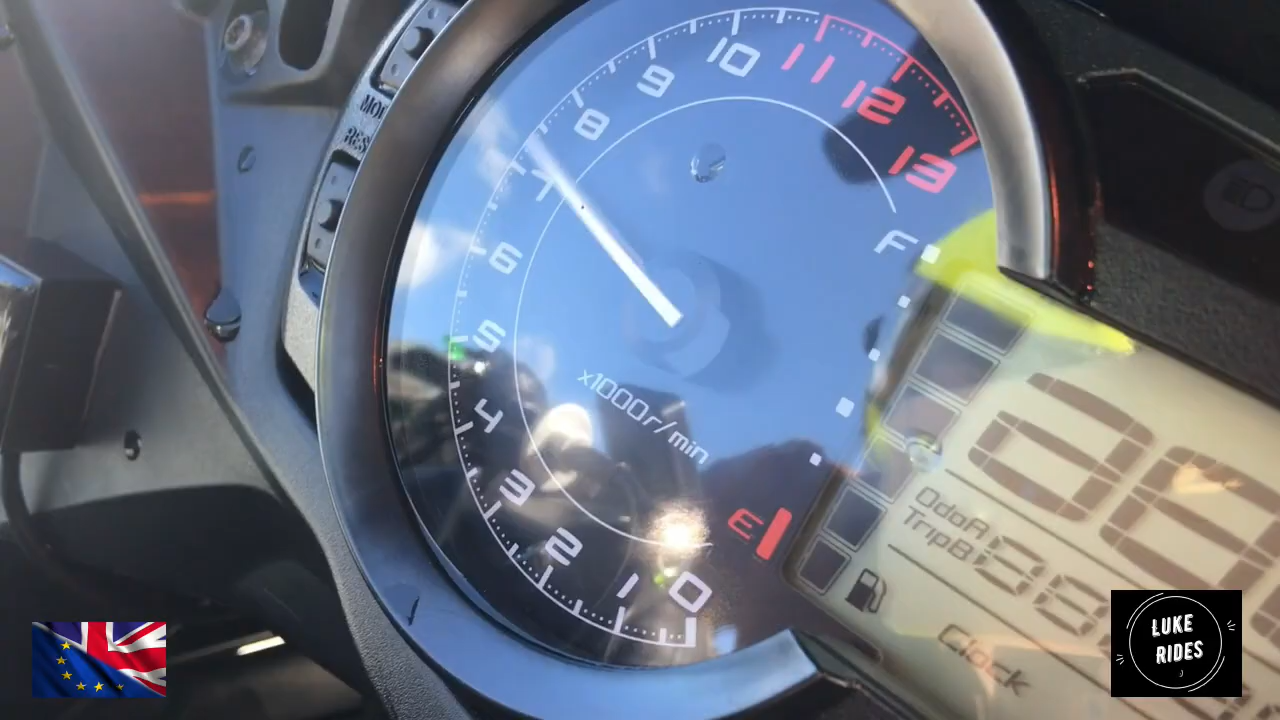 MOD
RES
0
1
2
3
4
5
6
7
8
9
10
11
12
13
x1000r/min
F
E
C
OdoA
TripB
Clock
LUKE
RIDES